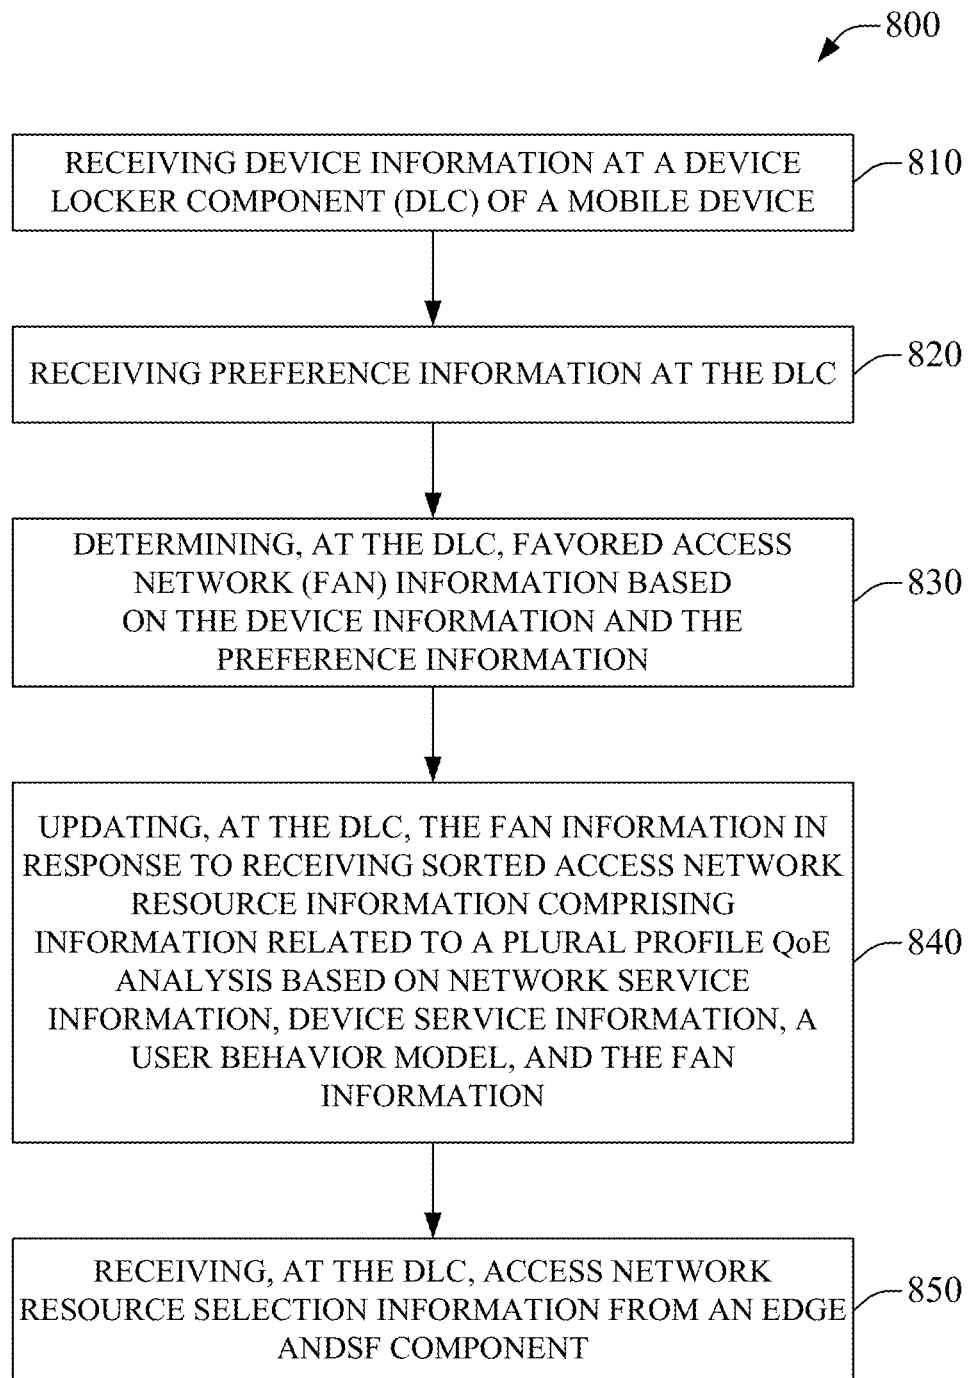 800
RECEIVING DEVICE INFORMATION AT A DEVICE
LOCKER COMPONENT (DLC) OF A MOBILE DEVICE
810
RECEIVING PREFERENCE INFORMATION AT THE DLC
820
DETERMINING, AT THE DLC, FAVORED ACCESS
NETWORK (FAN) INFORMATION BASED
ON THE DEVICE INFORMATION AND THE
PREFERENCE INFORMATION
830
UPDATING, AT THE DLC, THE FAN INFORMATION IN
RESPONSE TO RECEIVING SORTED ACCESS NETWORK
RESOURCE INFORMATION COMPRISING
INFORMATION RELATED TO A PLURAL PROFILE QoE
ANALYSIS BASED ON NETWORK SERVICE
INFORMATION, DEVICE SERVICE INFORMATION, A
USER BEHAVIOR MODEL, AND THE FAN
INFORMATION
840
RECEIVING, AT THE DLC, ACCESS NETWORK
RESOURCE SELECTION INFORMATION FROM AN EDGE
ANDSF COMPONENT
850